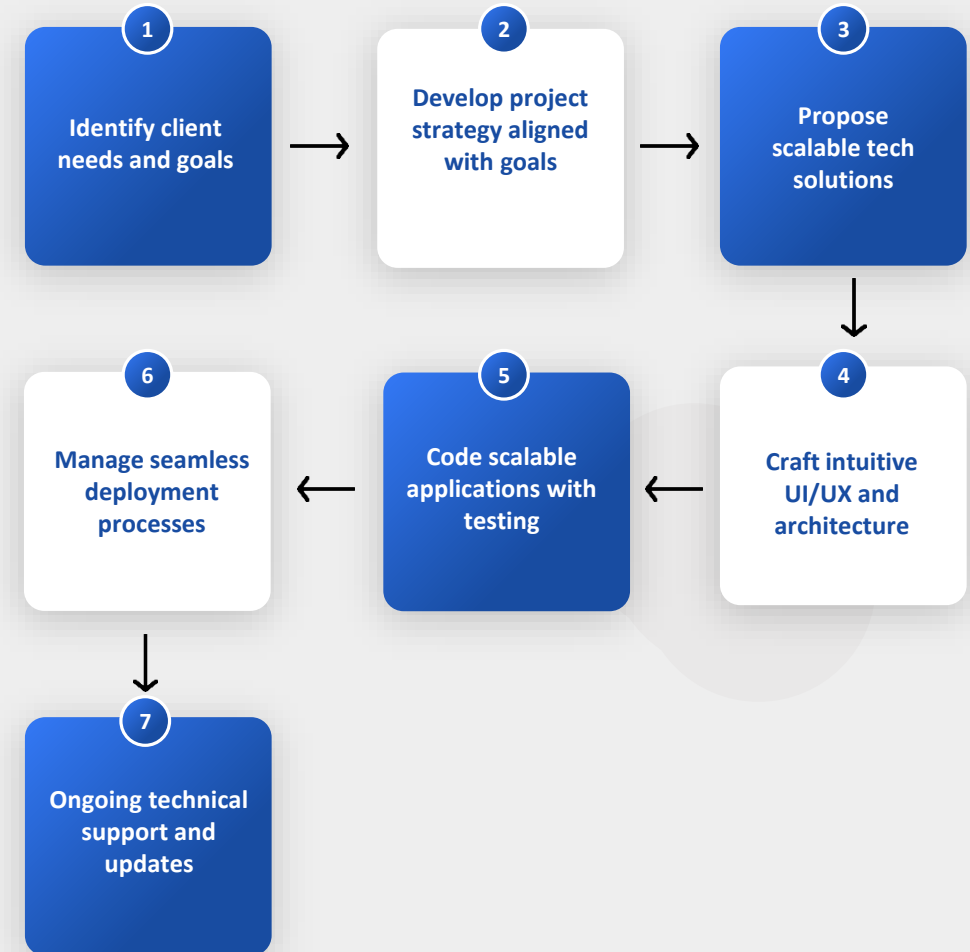 1
Identify client
needs and goals
2
Develop project
strategy aligned
with goals
3
Propose
scalable tech
solutions
4
Craft intuitive
UI/UX and
architecture
5
Code scalable
applications with
testing
6
Manage seamless
deployment
processes
7
Ongoing technical
support and
updates